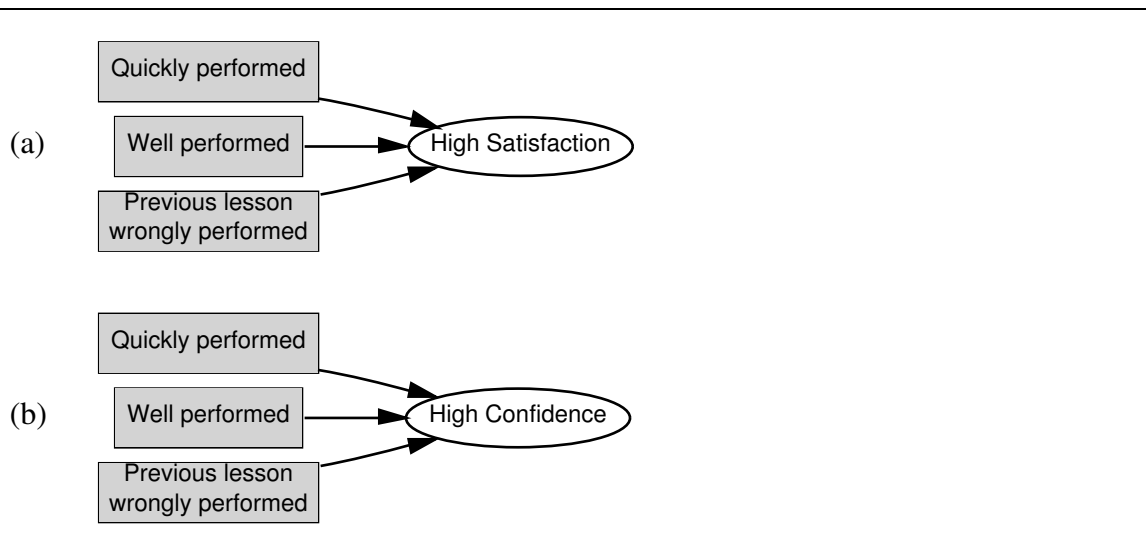 Quickly performed
(a)
Well performed
High Satisfaction
Previous lesson
wrongly performed
Quickly performed
(b)
Well performed
High Confidence
Previous lesson
wrongly performed